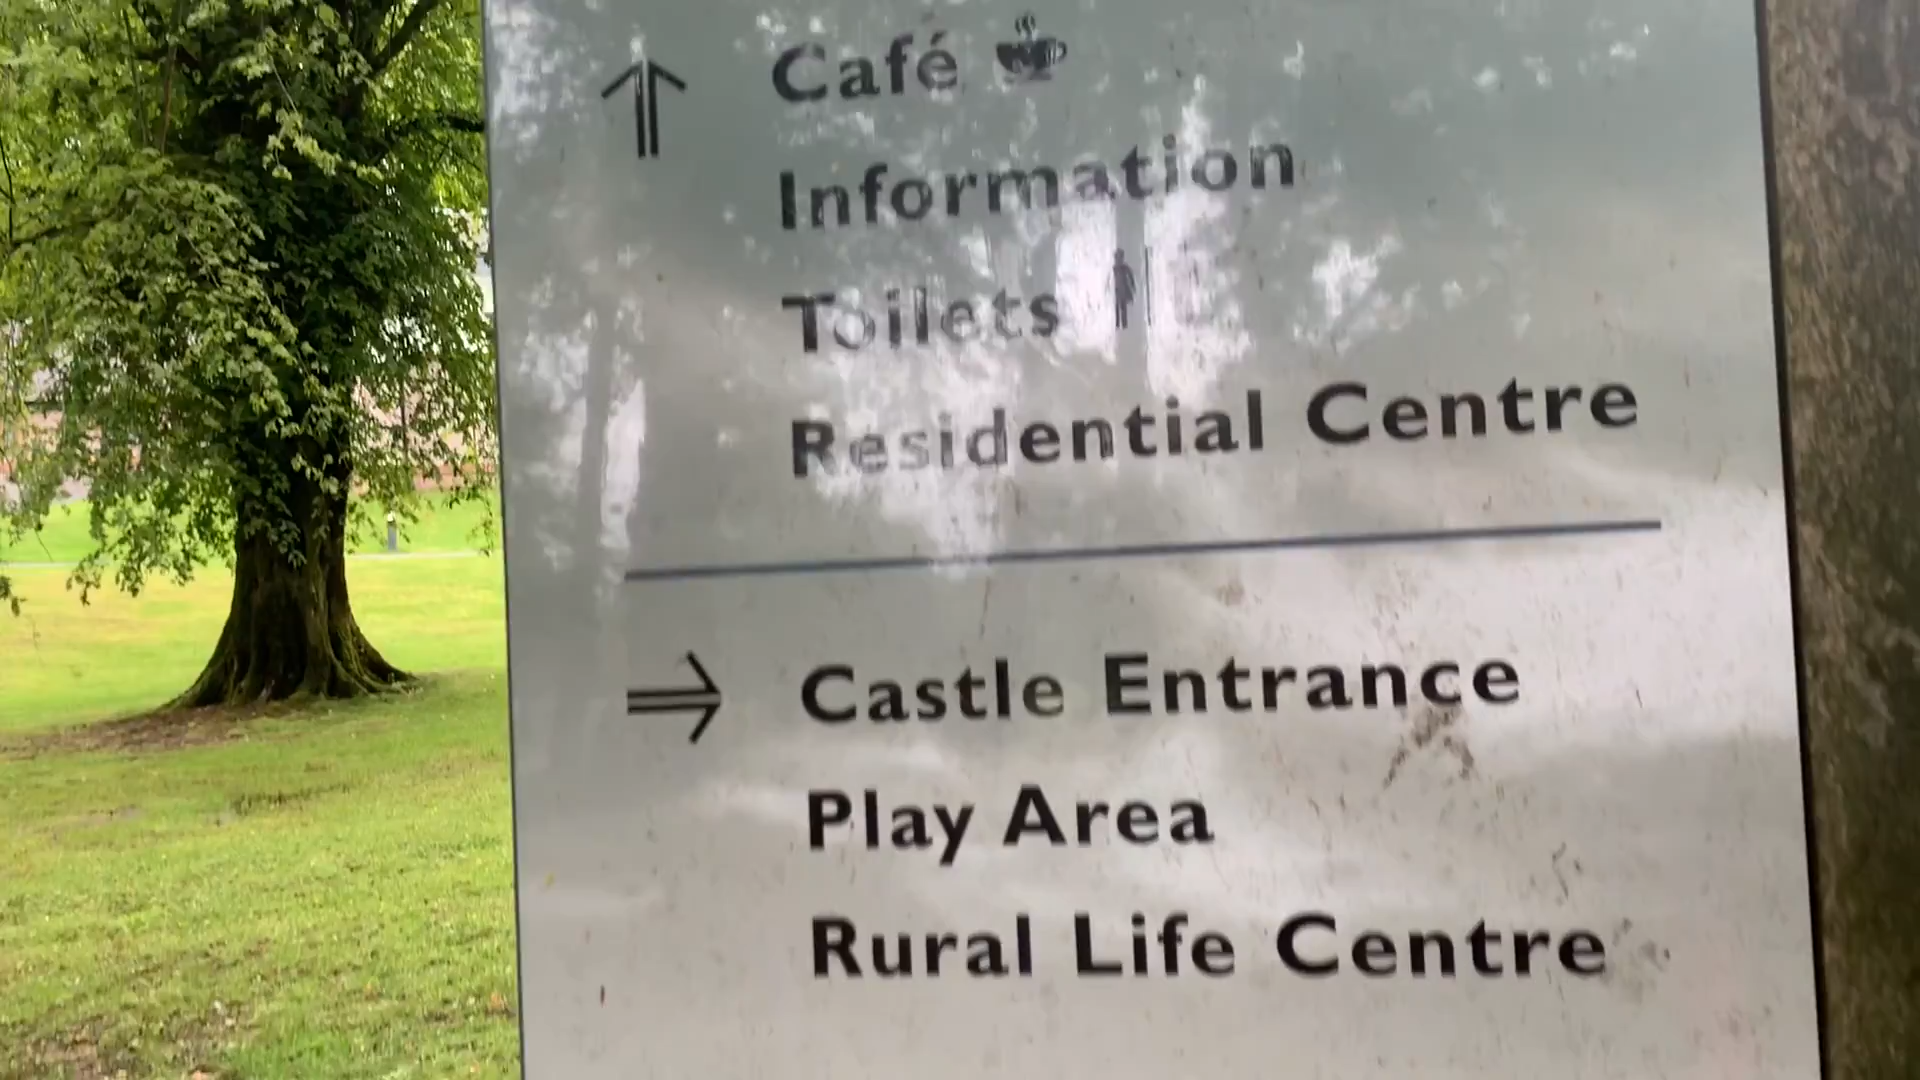 Café
Information
Toilets
Residential Centre
Castle Entrance
Play Area
Rural Life Centre